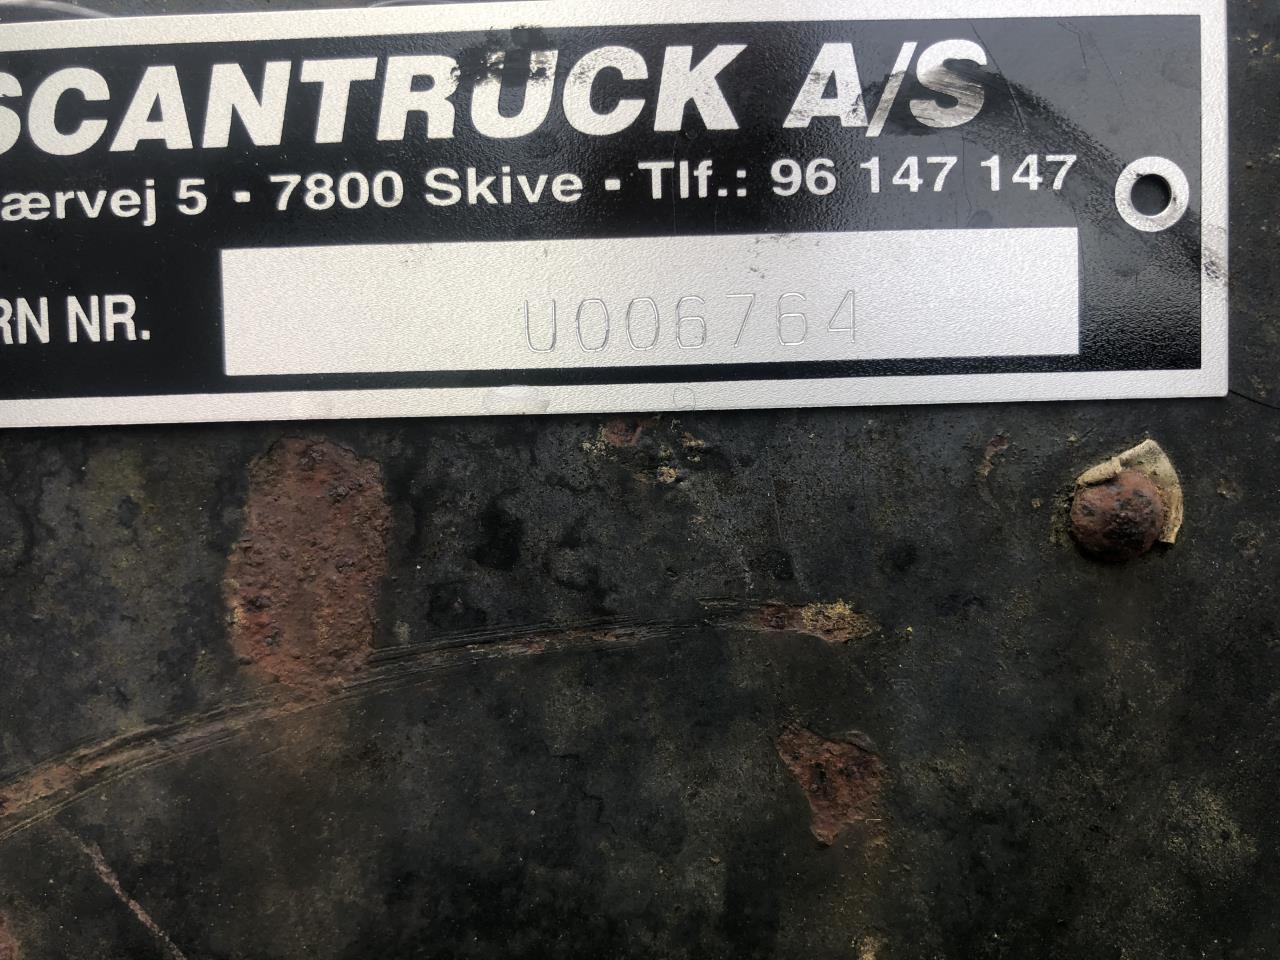 SCANTRUCK A/S
ærvej 5 - 7800 Skive - Tlf.: 96 147 147
RN NR. U006764